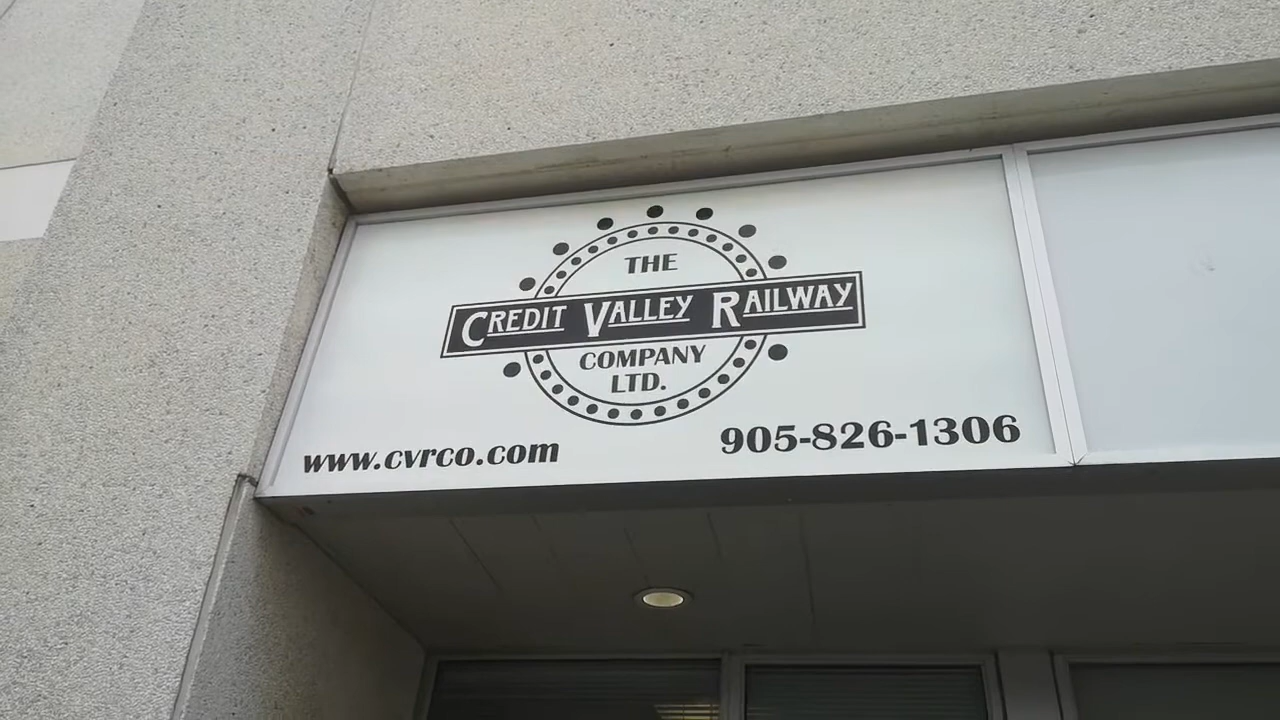 THE
CREDIT VALLEY RAILWAY
COMPANY
LTD.
www.cvrco.com
905-826-1306